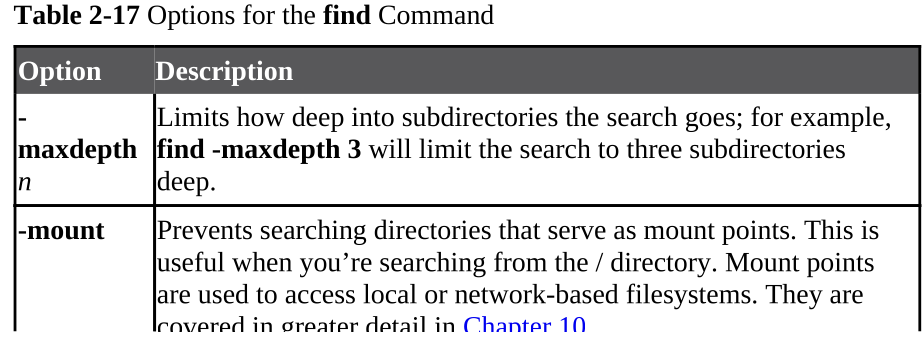 Table 2-17 Options for the find Command
Option Description
-
maxdepth
n
Limits how deep into subdirectories the search goes; for example,
find -maxdepth 3 will limit the search to three subdirectories
deep.
-mount
Prevents searching directories that serve as mount points. This is
useful when you’re searching from the / directory. Mount points
are used to access local or network-based filesystems. They are
covered in greater detail in Chapter 10